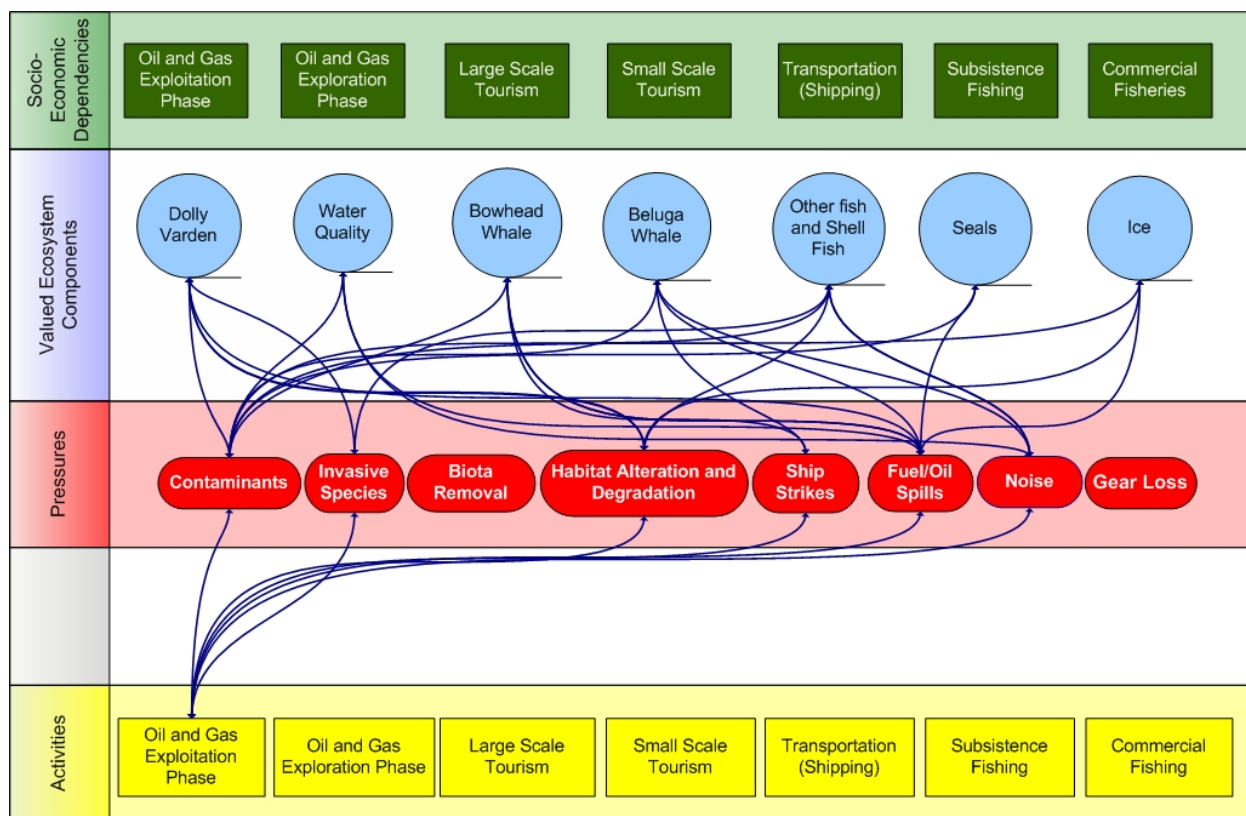 Socio-
Economic
Dependencies
Oil and Gas
Exploitation
Phase
Oil and Gas
Exploration
Phase
Large Scale
Tourism
Small Scale
Tourism
Transportation
(Shipping)
Subsistence
Fishing
Commercial
Fisheries
Valued Ecosystem
Components
Dolly
Varden
Water
Quality
Bowhead
Whale
Beluga
Whale
Other fish
and Shell
Fish
Seals
Ice
Pressures
Contaminants
Invasive
Species
Biota
Removal
Habitat Alteration and
Degradation
Ship
Strikes
Fuel/Oil
Spills
Noise
Gear Loss
Activities
Oil and Gas
Exploitation
Phase
Oil and Gas
Exploration Phase
Large Scale
Tourism
Small Scale
Tourism
Transportation
(Shipping)
Subsistence
Fishing
Commercial
Fishing